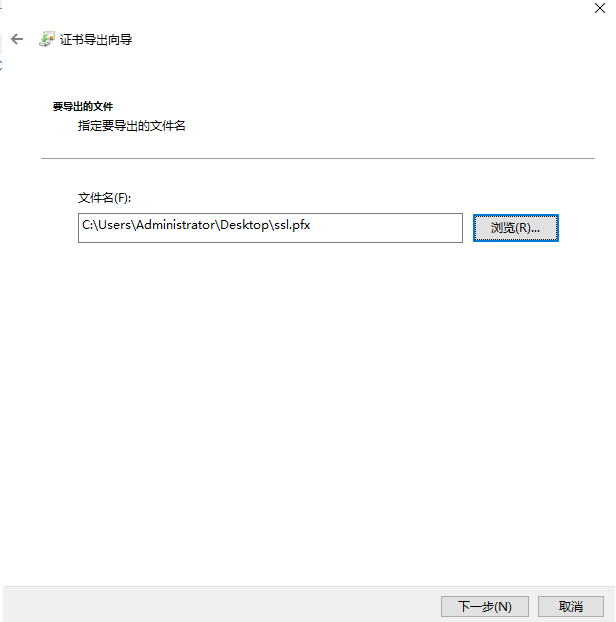 证书导出向导
要导出的文件
指定要导出的文件名
文件名(F):
C:\Users\Administrator\Desktop\ssl.pfx
浏览(R)...
下一步(N)
取消